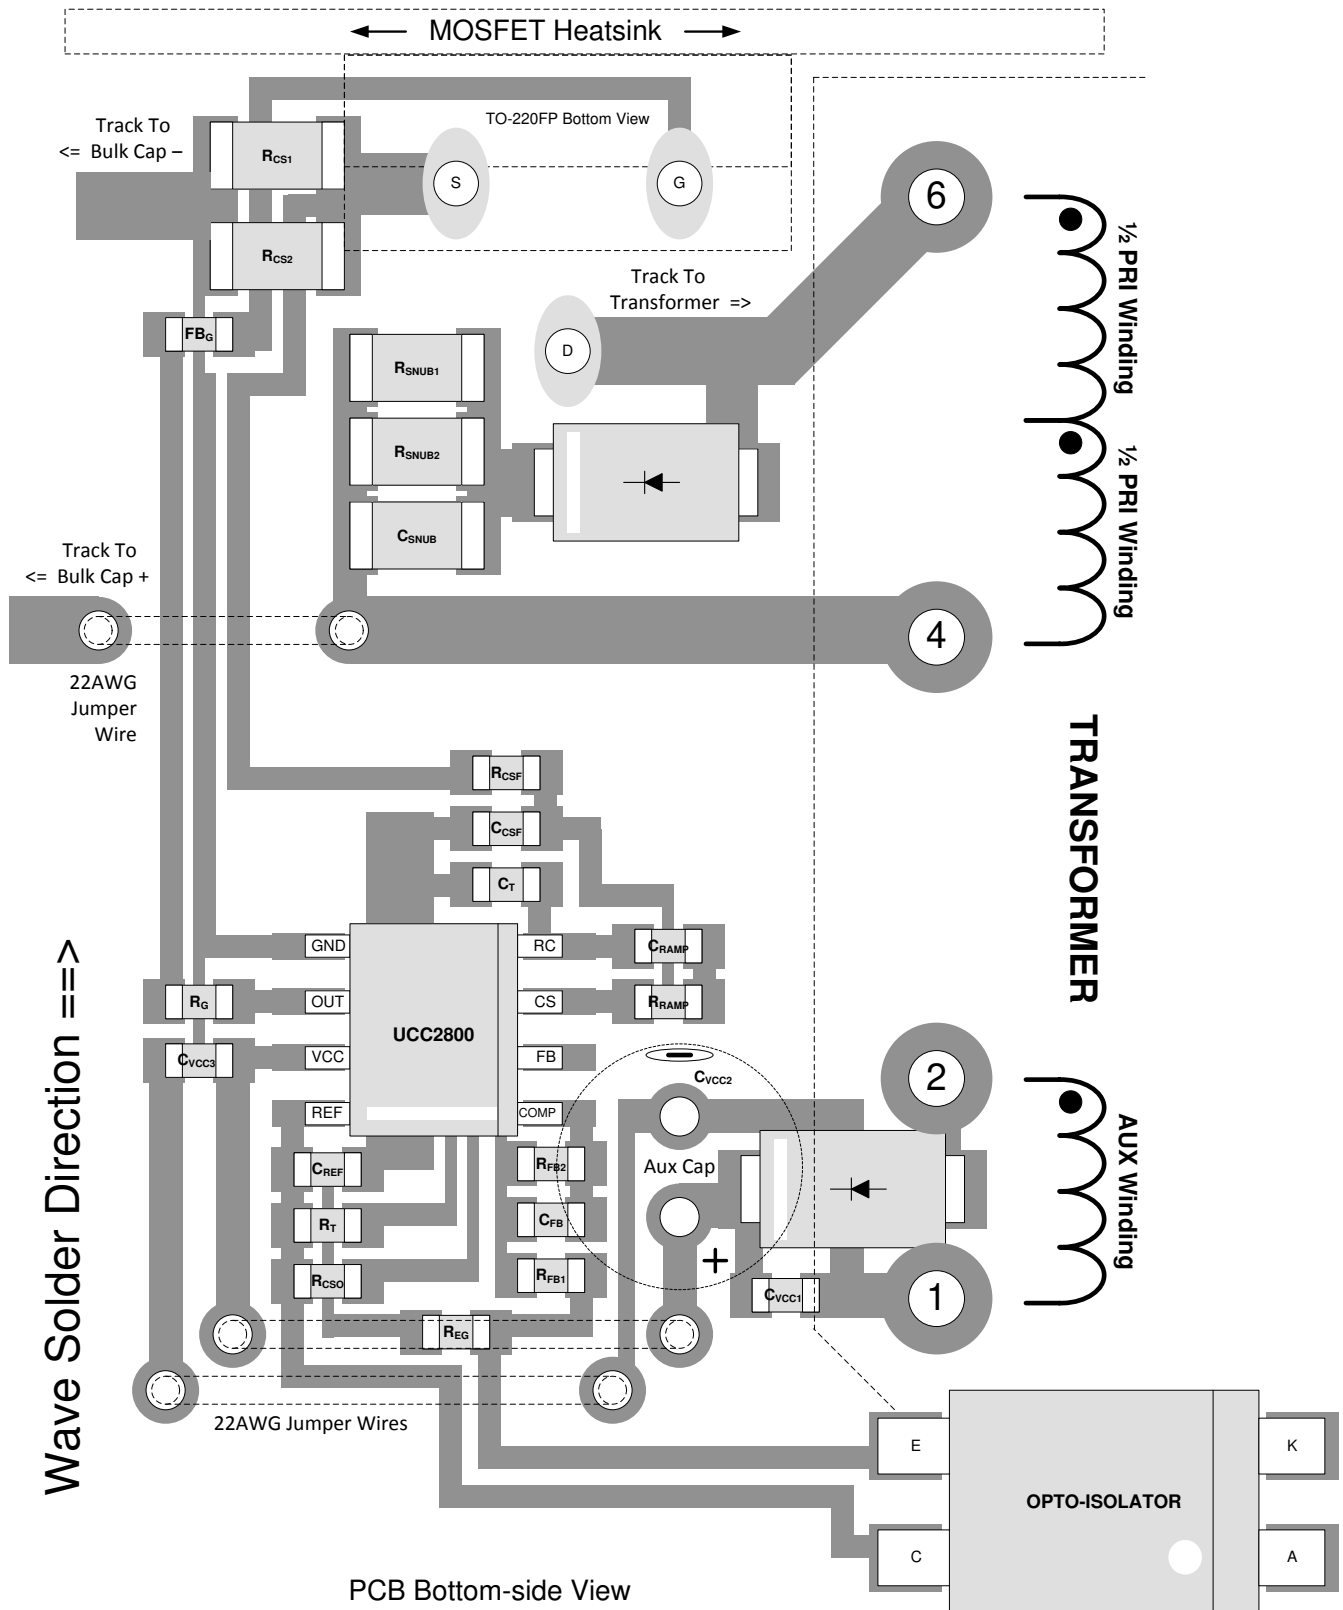 MOSFET Heatsink
TO-220FP Bottom View
Track To
<= Bulk Cap –
RCS1
S
G
6
RCS2
½ PRI Winding
Track To
Transformer =>
FBG
D
RSNUB1
RSNUB2
CSNUB
½ PRI Winding
Track To
<= Bulk Cap +
4
22AWG
Jumper
Wire
TRANSFORMER
RCSF
CCSF
CT
GND
RC
CRAMP
RG
OUT
CS
RRAMP
UCC2800
CVCC3
VCC
FB
CVCC2
2
REF
COMP
CREF
RFB2
Aux Cap
AUX Winding
RT
CFB
RCSO
RFB1
+
CVCC1
1
REG
22AWG Jumper Wires
Wave Solder Direction ==>
E
K
OPTO-ISOLATOR
C
A
PCB Bottom-side View